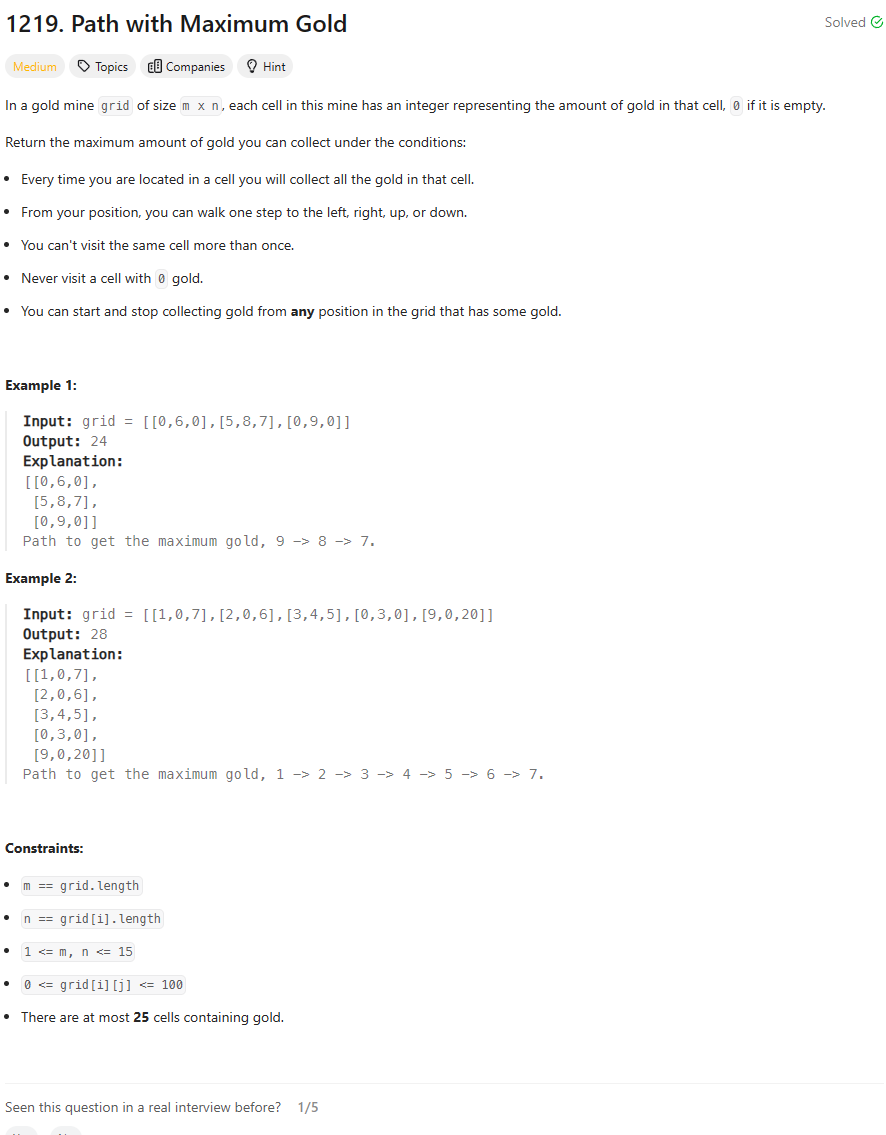 1219. Path with Maximum Gold
Solved
Medium Topics Companies Hint
In a gold mine grid of size m x n, each cell in this mine has an integer representing the amount of gold in that cell, 0 if it is empty.
Return the maximum amount of gold you can collect under the conditions:
• Every time you are located in a cell you will collect all the gold in that cell.
• From your position, you can walk one step to the left, right, up, or down.
• You can't visit the same cell more than once.
• Never visit a cell with 0 gold.
• You can start and stop collecting gold from any position in the grid that has some gold.
Example 1:
Input: grid = [[0,6,0],[5,8,7],[0,9,0]]
Output: 24
Explanation:
[[0,6,0],
[5,8,7],
[0,9,0]]
Path to get the maximum gold, 9 -> 8 -> 7.
Example 2:
Input: grid = [[1,0,7],[2,0,6],[3,4,5],[0,3,0],[9,0,20]]
Output: 28
Explanation:
[[1,0,7],
[2,0,6],
[3,4,5],
[0,3,0],
[9,0,20]]
Path to get the maximum gold, 1 -> 2 -> 3 -> 4 -> 5 -> 6 -> 7.
Constraints:
• m == grid.length
• n == grid[i].length
• 1 <= m, n <= 15
• 0 <= grid[i][j] <= 100
• There are at most 25 cells containing gold.
Seen this question in a real interview before? 1/5